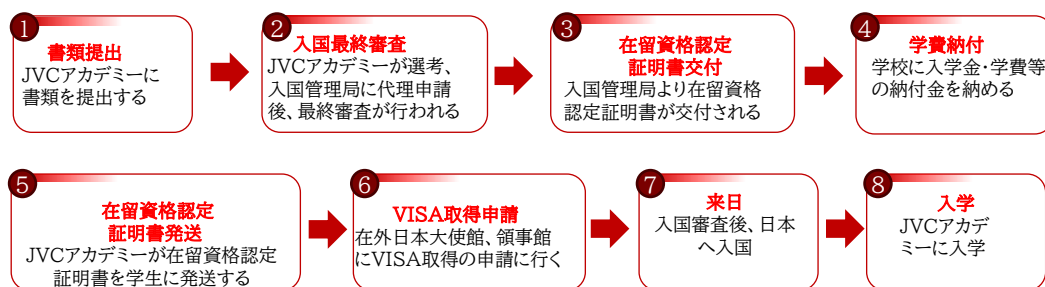 1
書類提出
JVCアカデミーに
書類を提出する
2
入国最終審査
JVCアカデミーが選考、
入国管理局に代理申請
後、最終審査が行われる
3
在留資格認定
証明書交付
入国管理局より在留資格
認定証明書が交付される
4
学費納付
学校に入学金・学費等
の納付金を納める
5
在留資格認定
証明書発送
JVCアカデミーが在留資格認定
証明書を学生に発送する
6
VISA取得申請
在外日本大使館、領事館
にVISA取得の申請に行く
7
来日
入国審査後、日本
へ入国
8
入学
JVCアカデ
ミーに入学